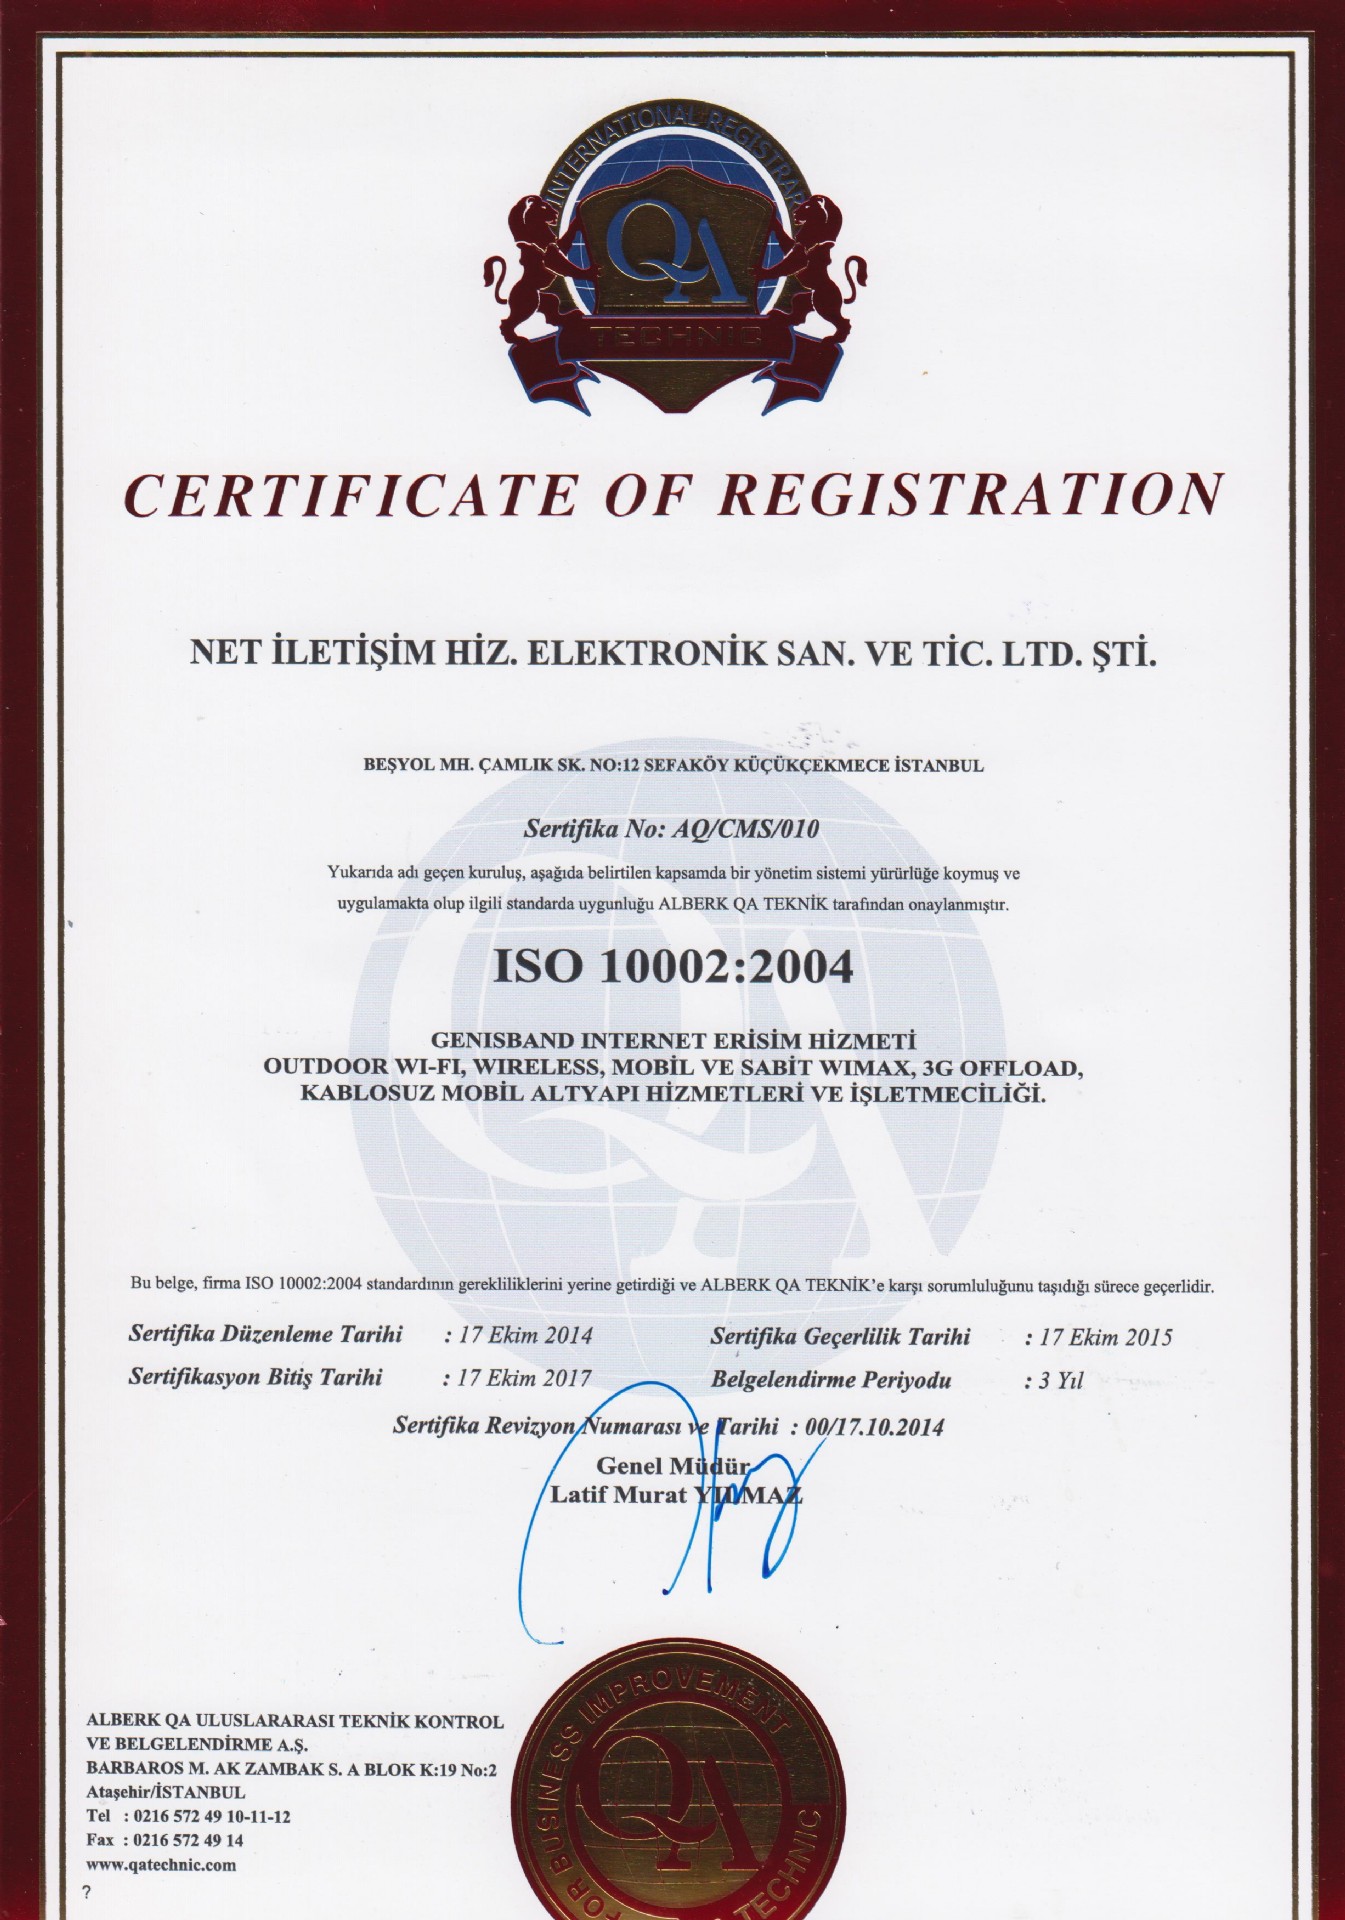 INTERNATIONAL REGISTRAR
QA
TECHNIC
CERTIFICATE OF REGISTRATION
NET İLETİŞİM HİZ. ELEKTRONİK SAN. VE TİC. LTD. ŞTİ.
BEŞYOL MH. ÇAMLIK SK. NO:12 SEFAKÖY KÜÇÜKÇEKMECE İSTANBUL
Sertifika No: AQ/CMS/010
Yukarıda adı geçen kuruluş, aşağıda belirtilen kapsamda bir yönetim sistemi yürürlüğe koymuş ve
uygulamakta olup ilgili standarda uygunluğu ALBERK QA TEKNİK tarafından onaylanmıştır.
ISO 10002:2004
GENISBAND INTERNET ERİSİM HİZMETİ
OUTDOOR WI-FI, WIRELESS, MOBİL VE SABİT WIMAX, 3G OFFLOAD,
KABLOSUZ MOBİL ALTYAPI HİZMETLERİ VE İŞLETMECİLİĞİ.
QA
Bu belge, firma ISO 10002:2004 standardının gerekliliklerini yerine getirdiği ve ALBERK QA TEKNİK'e karşı sorumluluğunu taşıdığı sürece geçerlidir.
Sertifika Düzenleme Tarihi : 17 Ekim 2014 Sertifika Geçerlilik Tarihi : 17 Ekim 2015
Sertifikasyon Bitiş Tarihi : 17 Ekim 2017 Belgelendirme Periyodu : 3 Yıl
Sertifika Revizyon Numarası ve Tarihi : 00/17.10.2014
Genel Müdür
Latif Murat YILMAZ
ALBERK QA ULUSLARARASI TEKNİK KONTROL
VE BELGELENDİRME A.Ş.
BARBAROS M. AK ZAMBAK S. A BLOK K:19 No:2
Ataşehir/İSTANBUL
Tel : 0216 572 49 10-11-12
Fax : 0216 572 49 14
www.qatechnic.com
?
FOR BUSINESS IMPROVEMENT
QA
TECHNIC